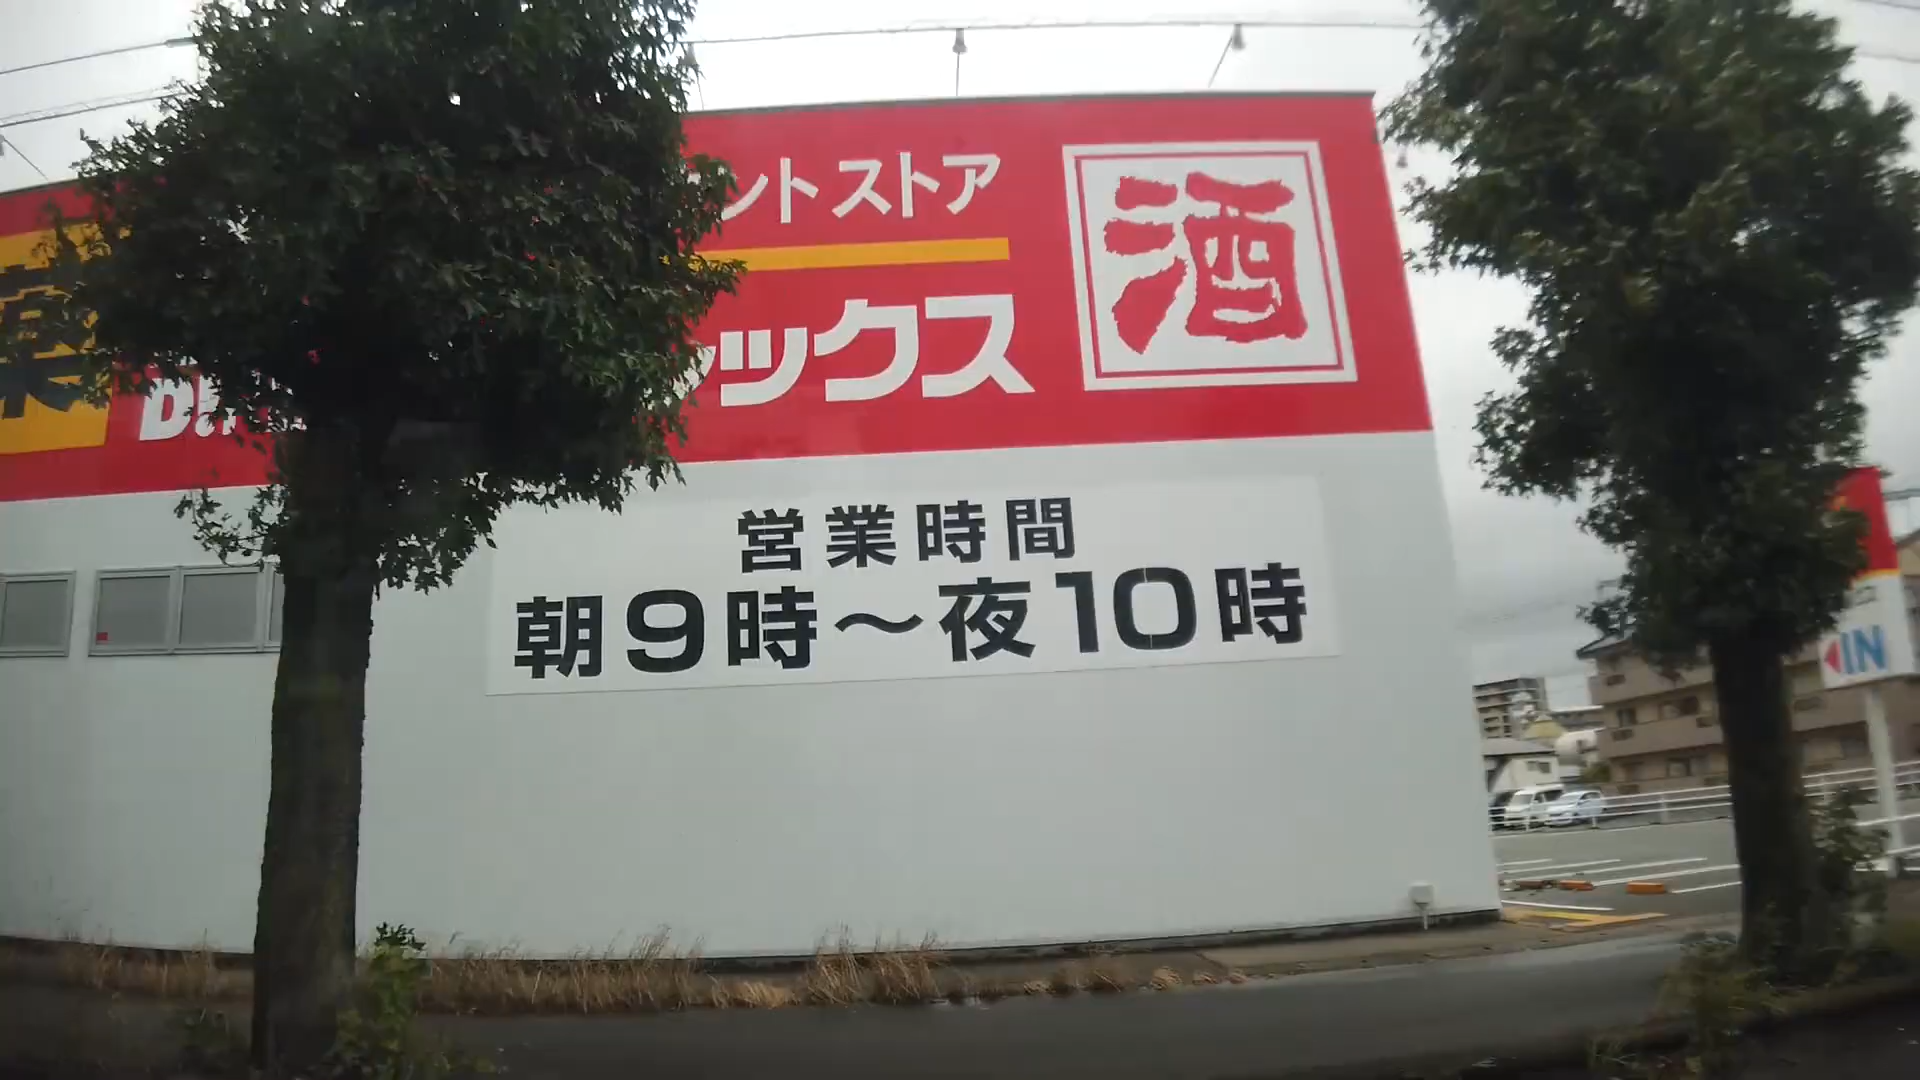 薬
ントストア
ックス
酒
営業時間
朝9時～夜10時
IN